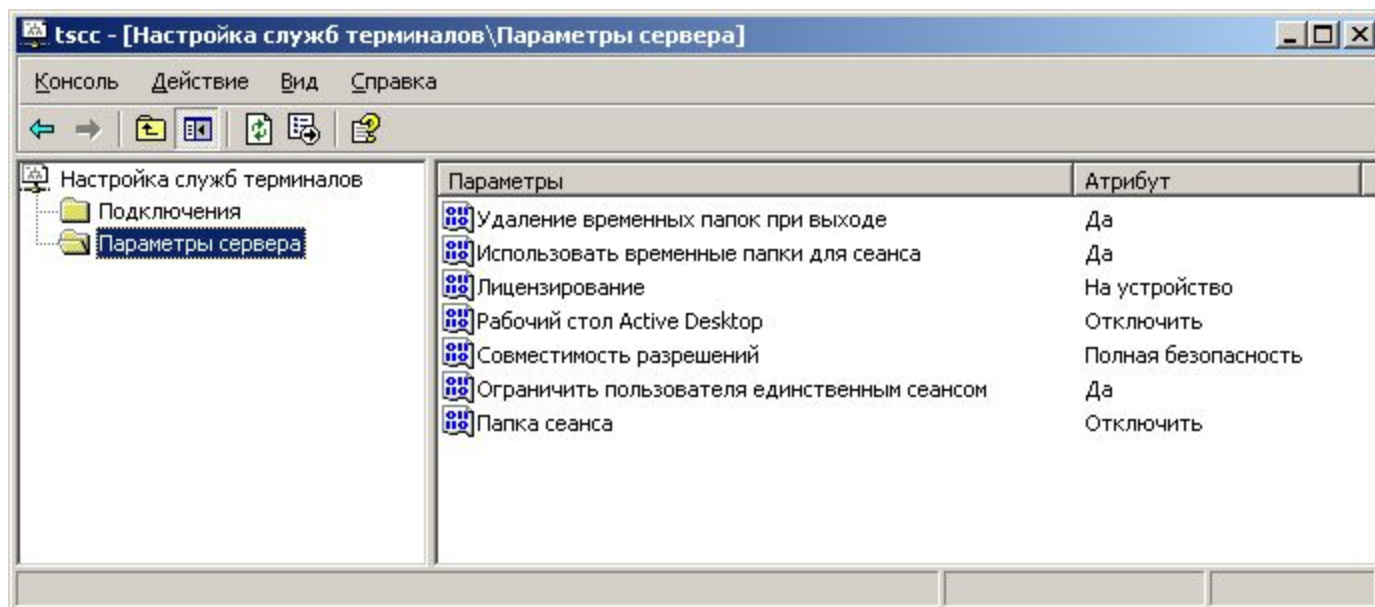 tscc - [Настройка служб терминалов\Параметры сервера]
Консоль Действие Вид Справка
Настройка служб терминалов
Подключения
Параметры сервера
Параметры Атрибут
Удаление временных папок при выходе Да
Использовать временные папки для сеанса Да
Лицензирование На устройство
Рабочий стол Active Desktop Отключить
Совместимость разрешений Полная безопасность
Ограничить пользователя единственным сеансом Да
Папка сеанса Отключить